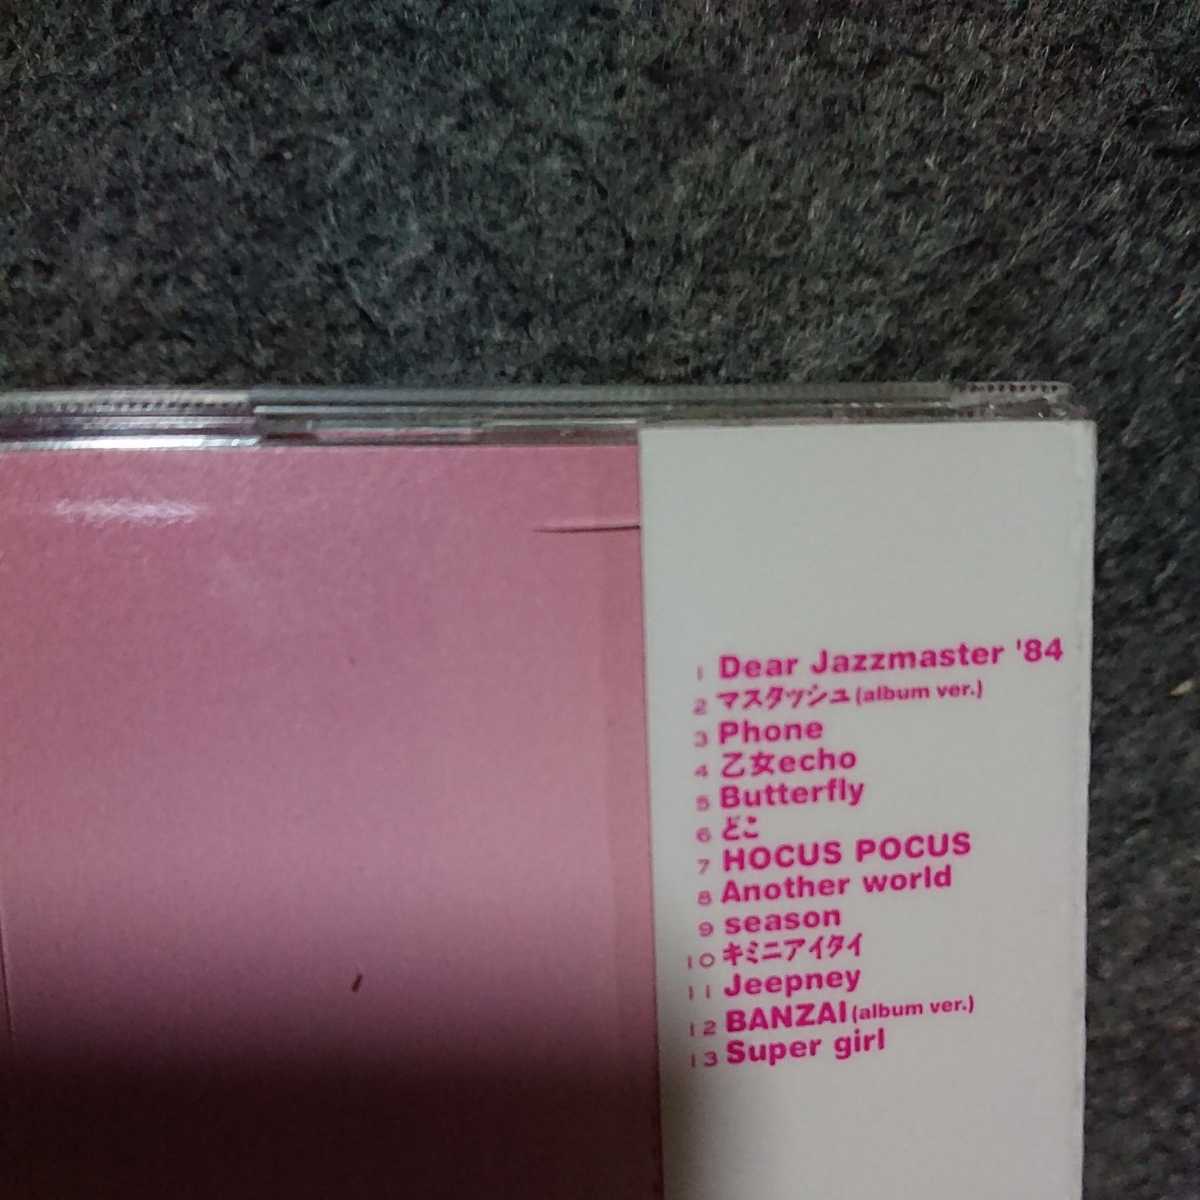 1 Dear Jazzmaster '84
2 マスタッシュ(album ver.)
3 Phone
4 乙女echo
5 Butterfly
6 どこ
7 HOCUS POCUS
8 Another world
9 season
10 キミニアイタイ
11 Jeepney
12 BANZAI(album ver.)
13 Super girl